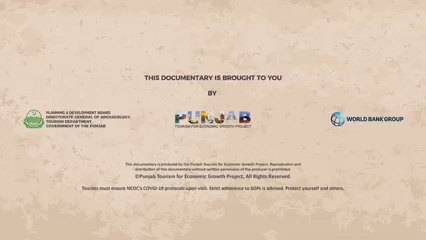 THIS DOCUMENTARY IS BROUGHT TO YOU
BY
PLANNING & DEVELOPMENT BOARD
DIRECTORATE GENERAL OF ARCHAEOLOGY,
TOURISM DEPARTMENT,
GOVERNMENT OF THE PUNJAB
PUNJAB
TOURISM FOR ECONOMIC GROWTH PROJECT
WORLD BANK GROUP
This documentary is produced by the Punjab Tourism for Economic Growth Project. Reproduction and
Distribution of this documentary without written permission of the producer is prohibited.
©Punjab Tourism for Economic Growth Project, All Rights Reserved.
Tourists must ensure NCOC's COVID-19 protocols upon visit. Strict adherence to SOPs is advised. Protect yourself and others.